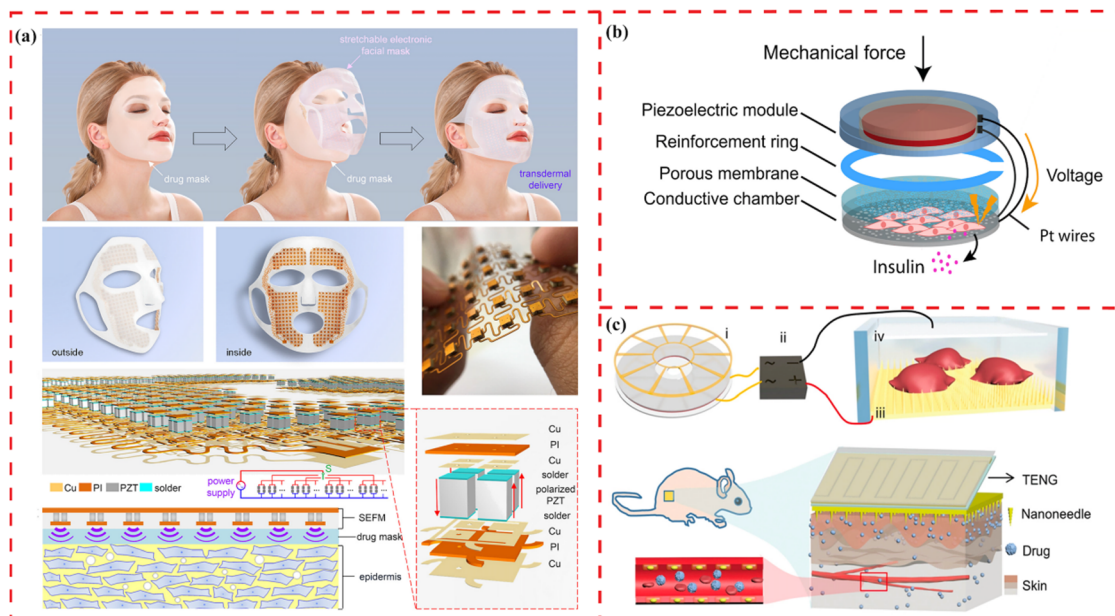 (a)
stretchable electronic
facial mask
drug mask
drug mask
transdermal
delivery
outside
inside
Cu
PI
Cu
solder
polarized
PZT
solder
Cu
PI
Cu
Cu PI PZT solder
power
supply
S
SEFM
drug mask
epidermis
(b)
Mechanical force
Piezoelectric module
Reinforcement ring
Porous membrane
Conductive chamber
Voltage
Pt wires
Insulin
(c)
i
ii
iv
iii
~ −
~ +
TENG
Nanoneedle
Drug
Skin